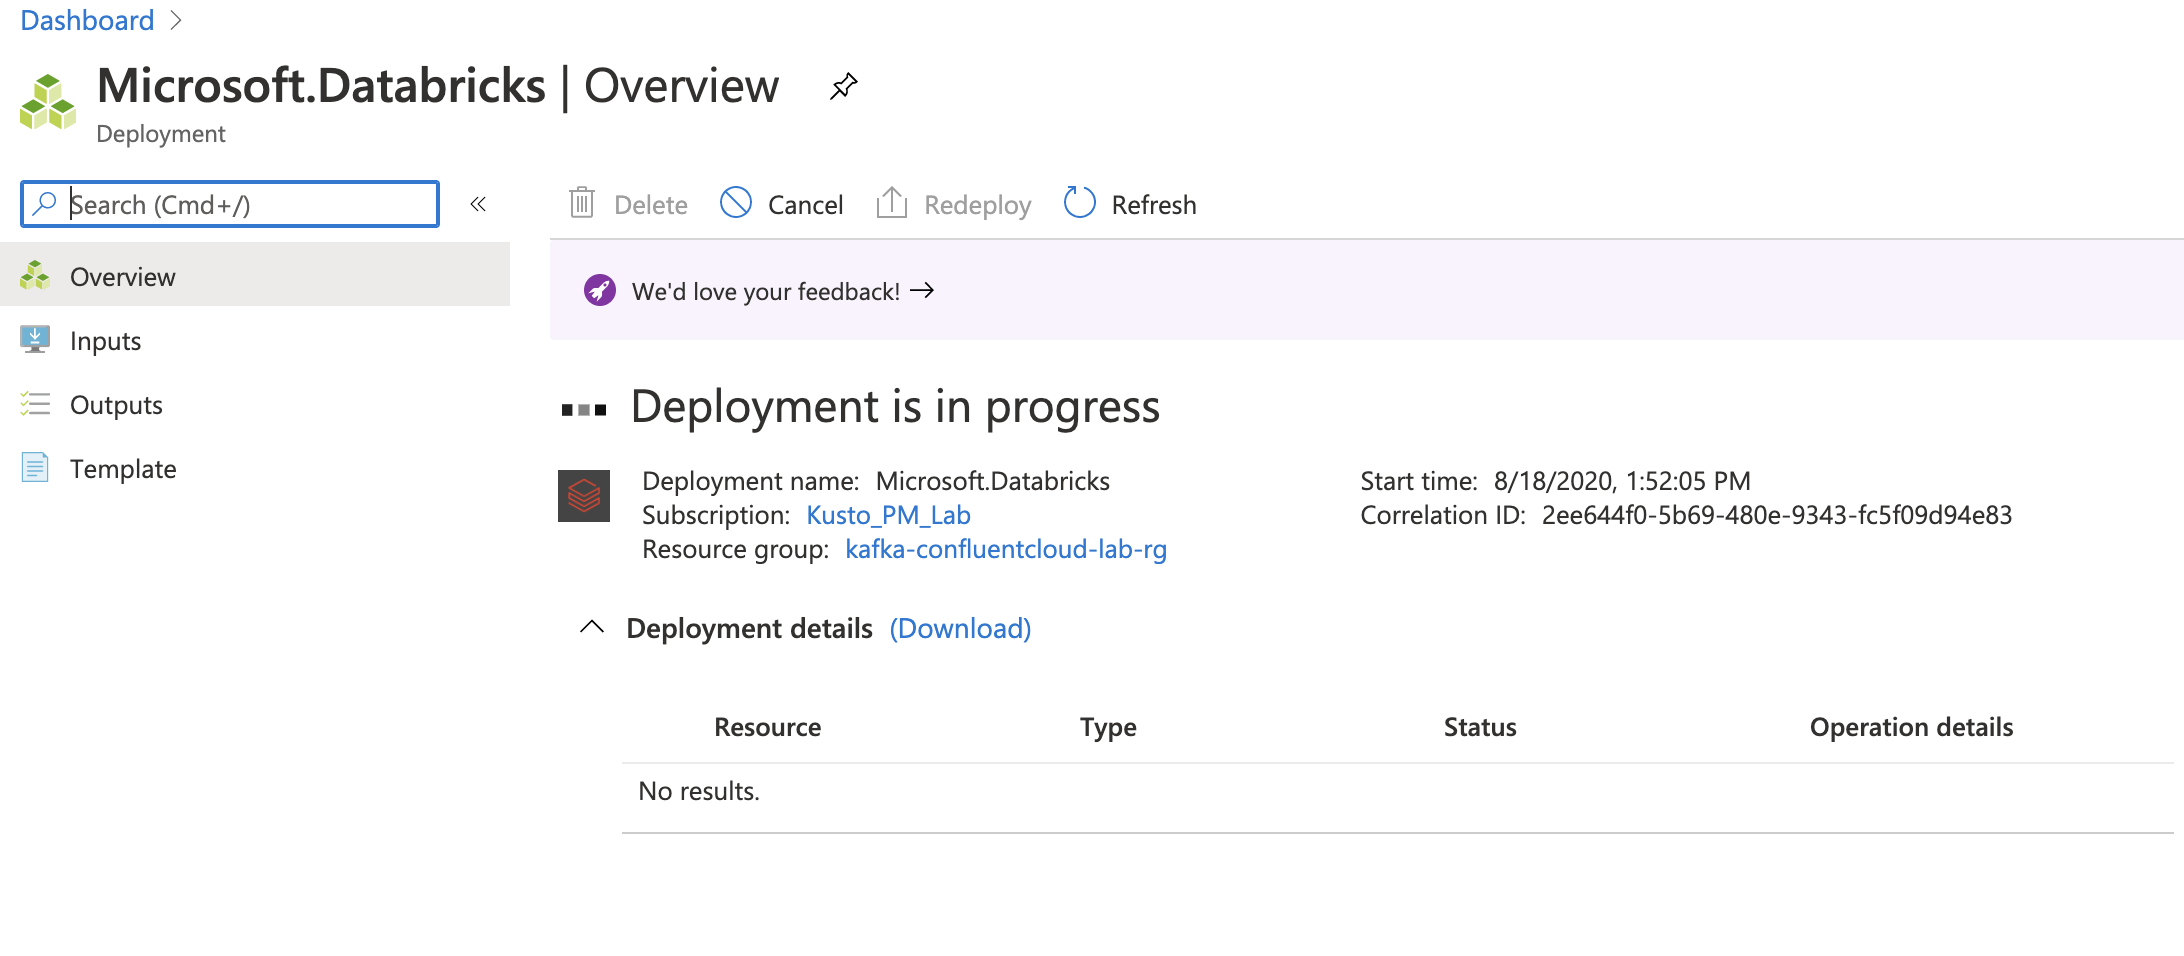 Dashboard
Microsoft.Databricks | Overview
Deployment
Search (Cmd+/)
Delete Cancel Redeploy Refresh
Overview
Inputs
Outputs
Template
We'd love your feedback! →
Deployment is in progress
Deployment name: Microsoft.Databricks
Subscription: Kusto_PM_Lab
Resource group: kafka-confluentcloud-lab-rg
Start time: 8/18/2020, 1:52:05 PM
Correlation ID: 2ee644f0-5b69-480e-9343-fc5f09d94e83
Deployment details (Download)
Resource Type Status Operation details
No results.